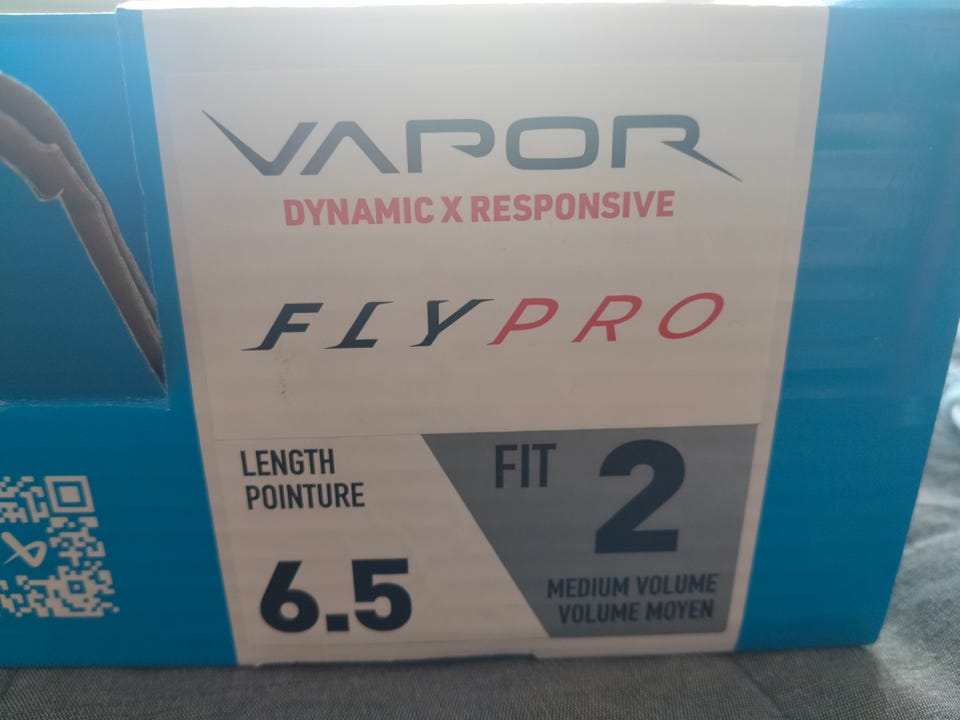 VAPOR
DYNAMIC X RESPONSIVE
FLYPRO
LENGTH
POINTURE
6.5
FIT 2
MEDIUM VOLUME
VOLUME MOYEN